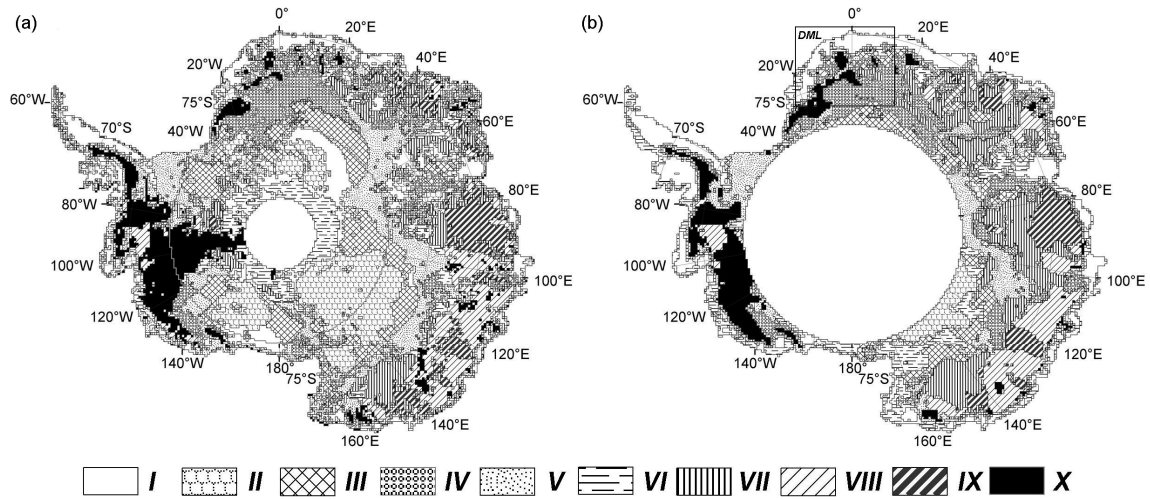 (a)
0°
20°E
40°E
60°E
80°E
100°E
120°E
140°E
160°E
180°
75°S
140°W
120°W
100°W
80°W
70°S
60°W
40°W
75°S
20°W
(b)
DML
0°
20°E
40°E
60°E
80°E
100°E
120°E
140°E
160°E
180°
75°S
140°W
120°W
100°W
80°W
70°S
60°W
40°W
75°S
20°W
I II III IV V VI VII VIII IX X